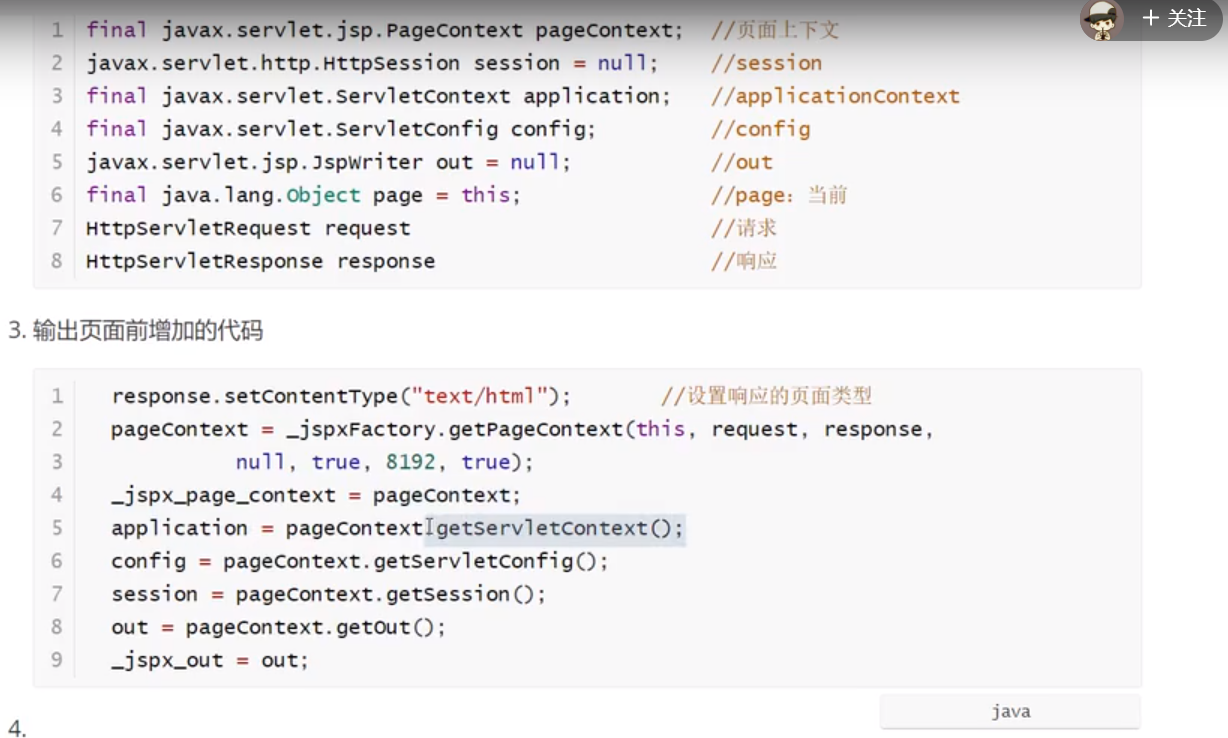 + 关注
1 final javax.servlet.jsp.PageContext pageContext; //页面上下文
2 javax.servlet.http.HttpSession session = null; //session
3 final javax.servlet.ServletContext application; //applicationContext
4 final javax.servlet.ServletConfig config; //config
5 javax.servlet.jsp.JspWriter out = null; //out
6 final java.lang.Object page = this; //page：当前
7 HttpServletRequest request //请求
8 HttpServletResponse response //响应
3. 输出页面前增加的代码
1 response.setContentType("text/html"); //设置响应的页面类型
2 pageContext = _jspxFactory.getPageContext(this, request, response,
3 null, true, 8192, true);
4 _jspx_page_context = pageContext;
5 application = pageContext.getServletContext();
6 config = pageContext.getServletConfig();
7 session = pageContext.getSession();
8 out = pageContext.getOut();
9 _jspx_out = out;
java
4.